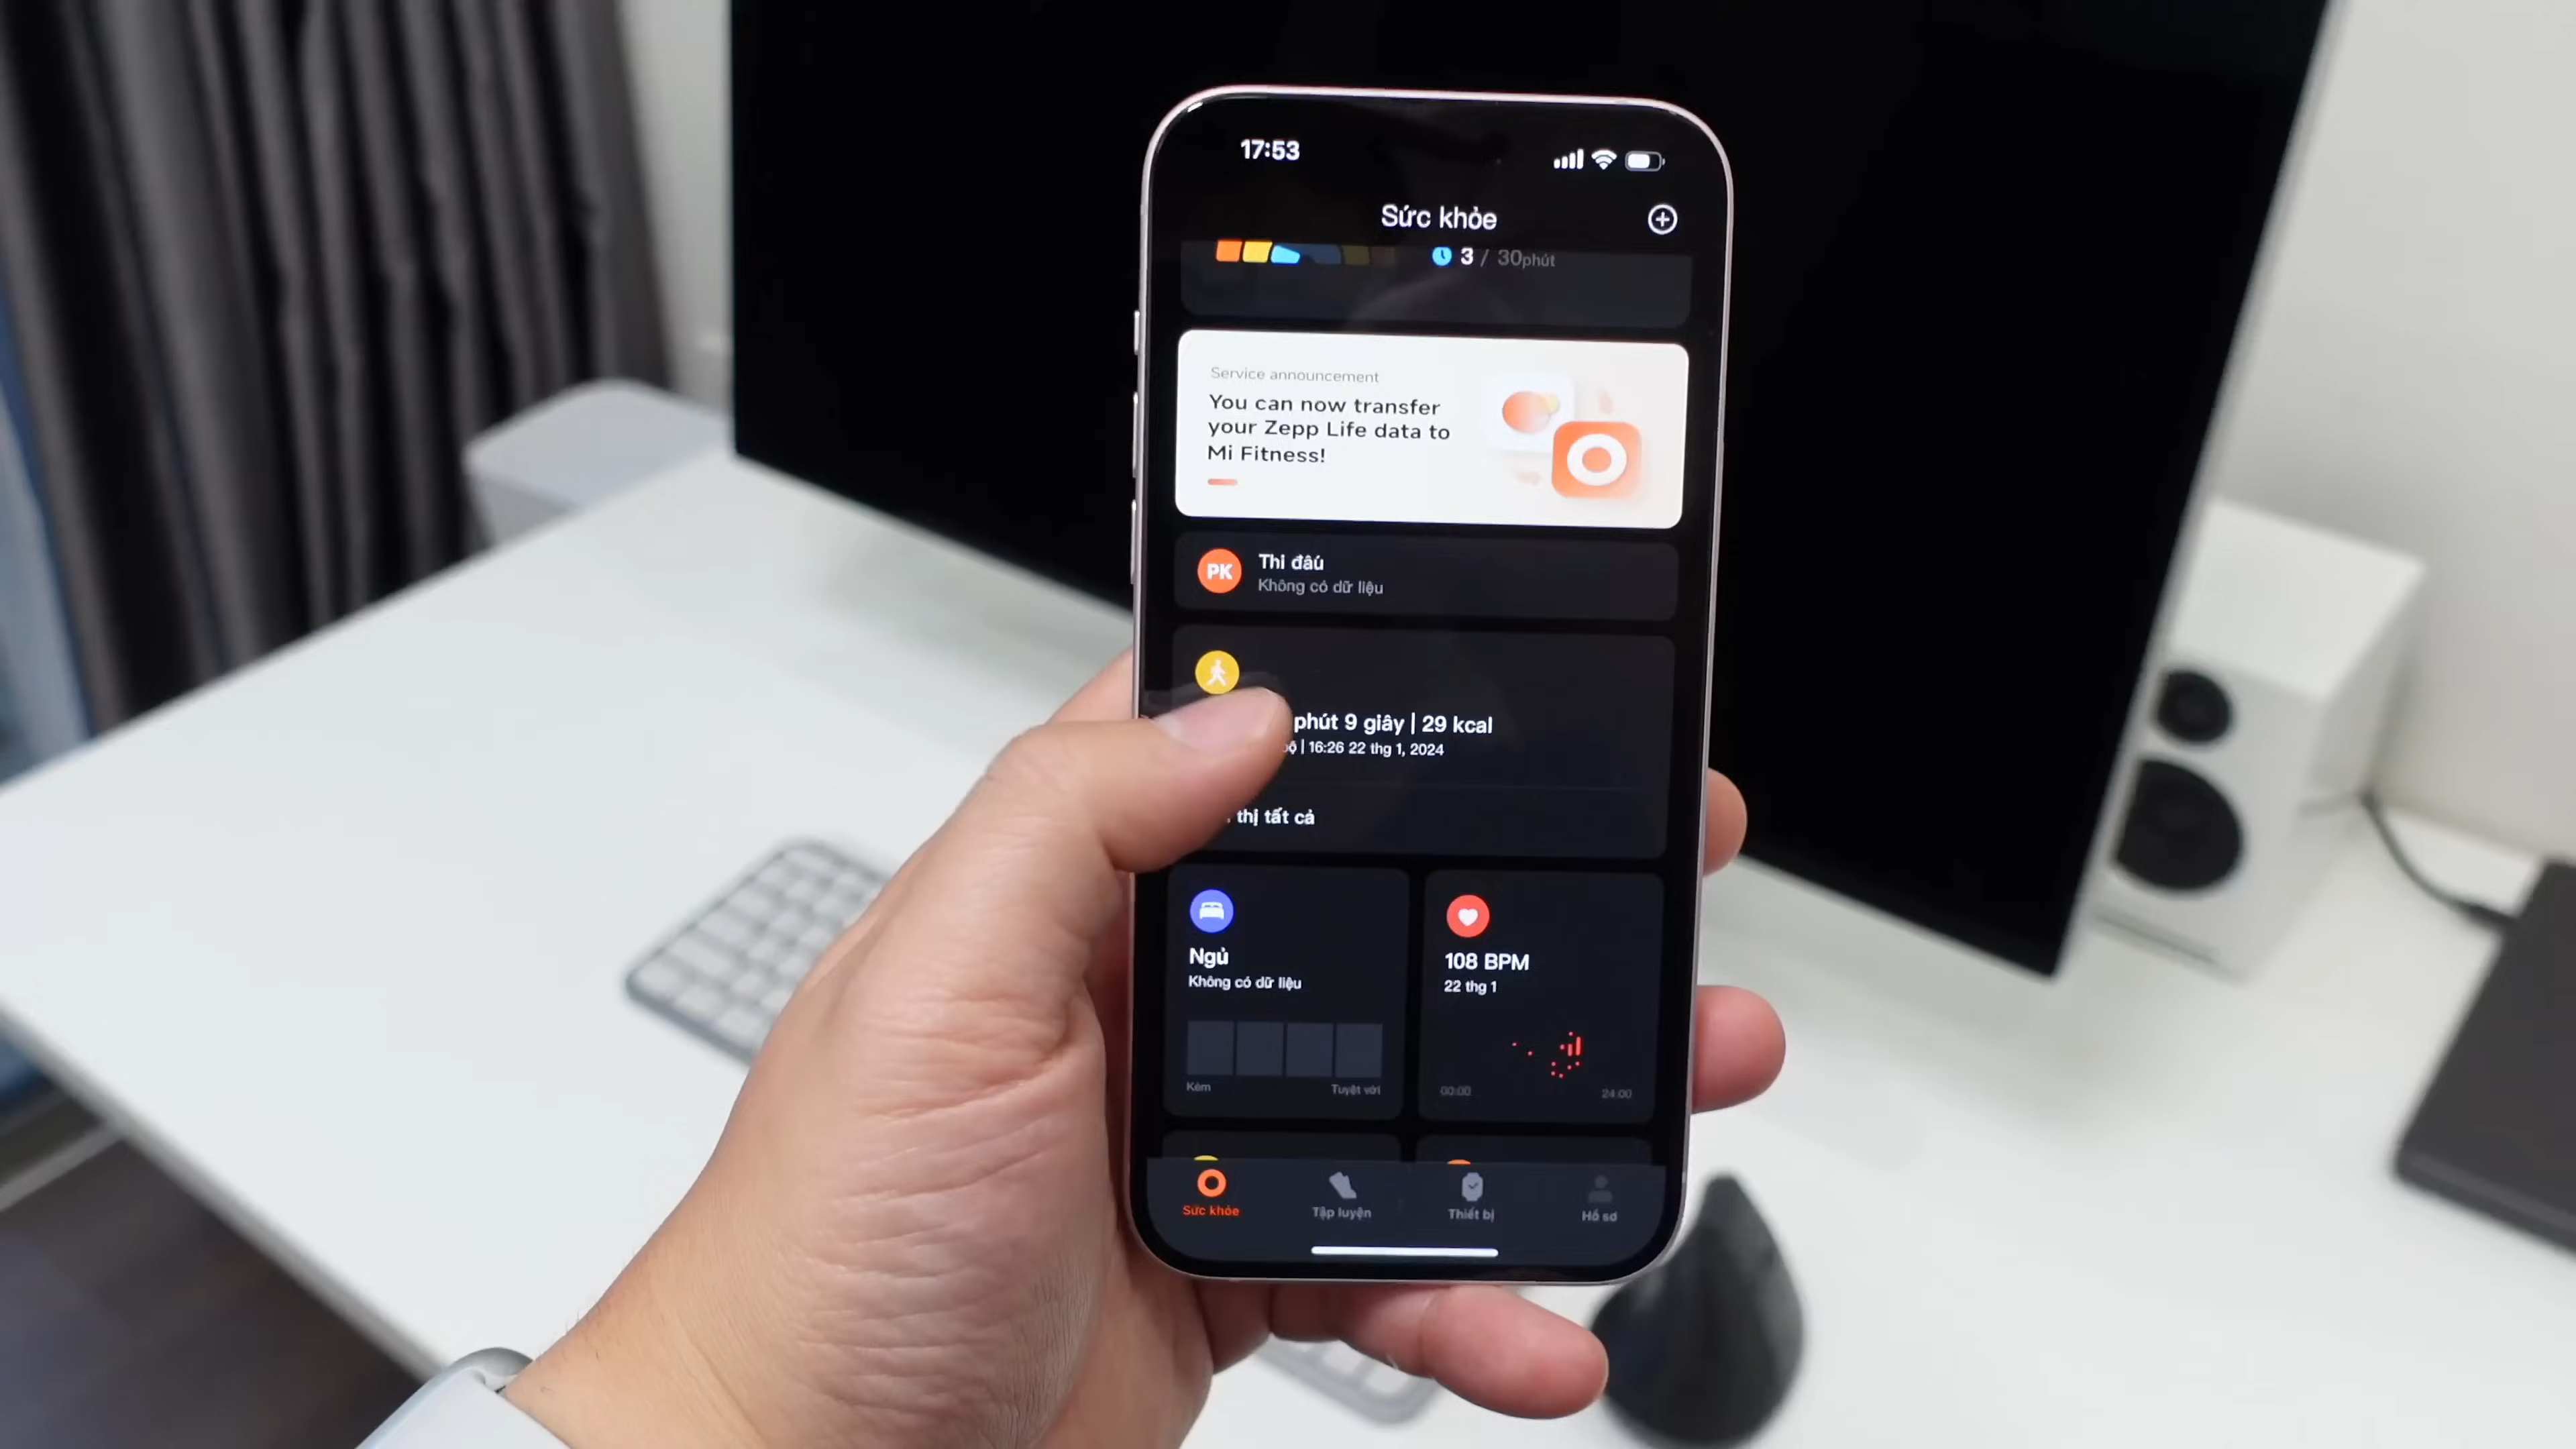 17:53
Sức khỏe
3 / 30phút
Service announcement
You can now transfer
your Zepp Life data to
Mi Fitness!
PK
Thi đấu
Không có dữ liệu
phút 9 giây | 29 kcal
| 16:26 22 thg 1, 2024
thị tất cả
Ngủ
Không có dữ liệu
Kém
Tuyệt vời
108 BPM
22 thg 1
00:00
24:00
Sức khỏe
Tập luyện
Thiết bị
Hồ sơ